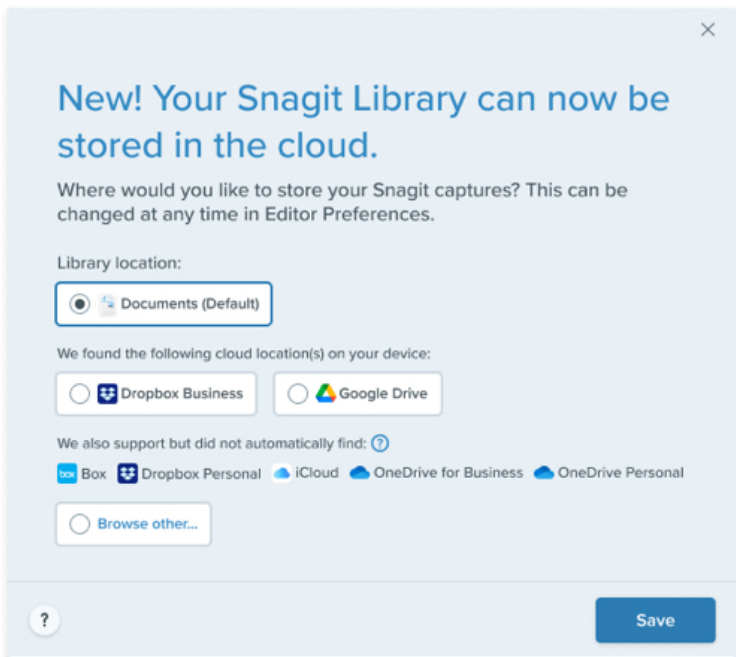 New! Your Snagit Library can now be
stored in the cloud.
Where would you like to store your Snagit captures? This can be
changed at any time in Editor Preferences.
Library location:
Documents (Default)
We found the following cloud location(s) on your device:
Dropbox Business Google Drive
We also support but did not automatically find: ?
box Box Dropbox Personal iCloud OneDrive for Business OneDrive Personal
Browse other...
? Save